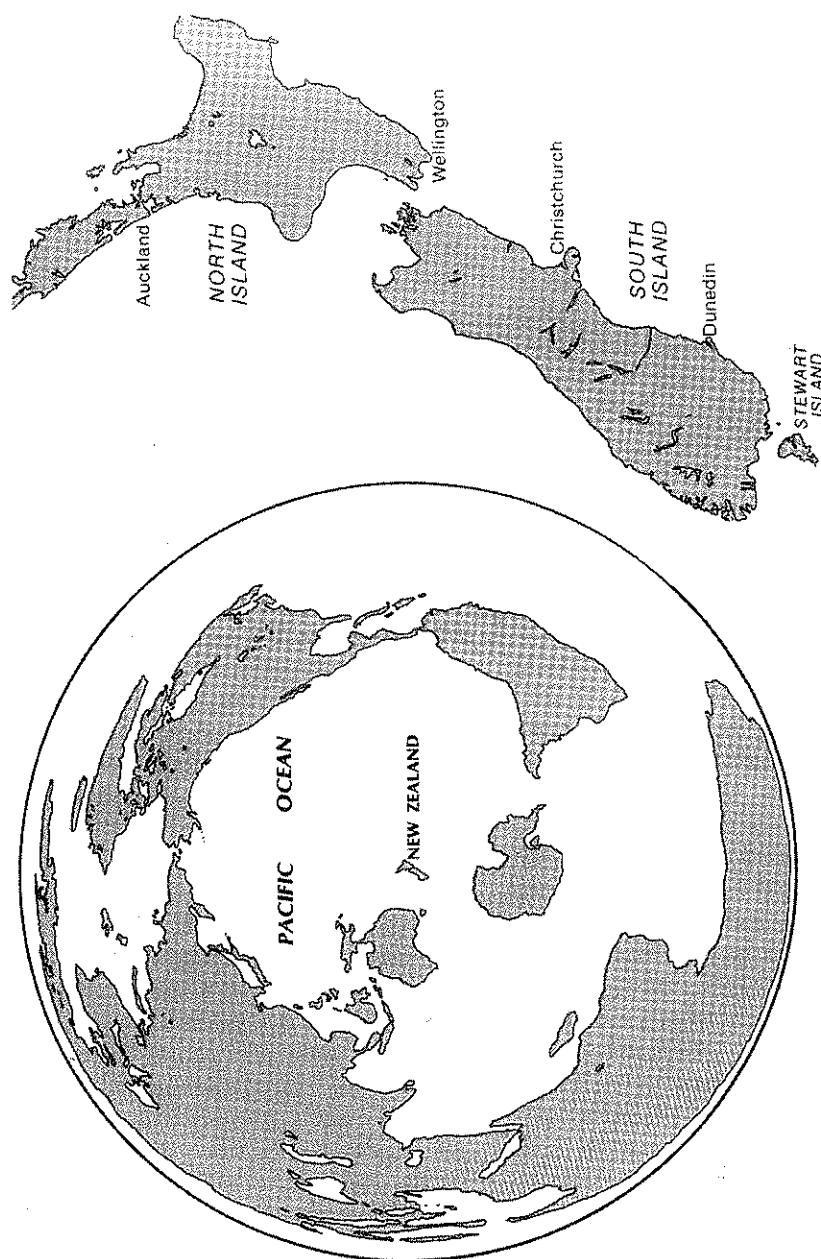 Auckland
NORTH
ISLAND
Wellington
Christchurch
SOUTH
ISLAND
Dunedin
STEWART
ISLAND
PACIFIC OCEAN
NEW ZEALAND